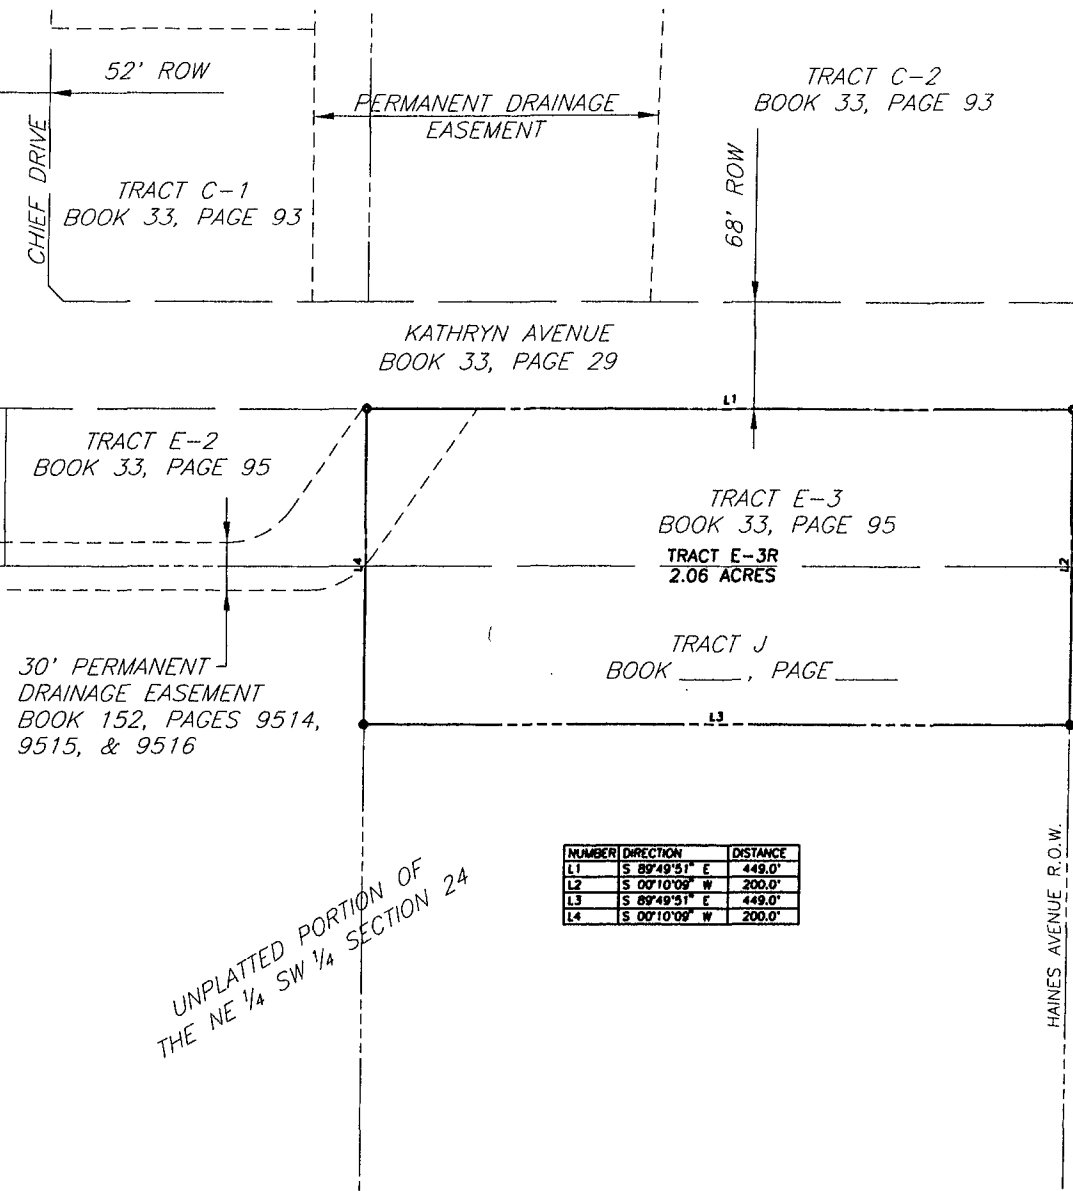 52' ROW
CHIEF DRIVE
TRACT C-1
BOOK 33, PAGE 93
PERMANENT DRAINAGE
EASEMENT
TRACT C-2
BOOK 33, PAGE 93
68' ROW
KATHRYN AVENUE
BOOK 33, PAGE 29
L1
TRACT E-2
BOOK 33, PAGE 95
TRACT E-3
BOOK 33, PAGE 95
TRACT E-3R
2.06 ACRES
L4
L2
TRACT J
BOOK ____, PAGE ____
L3
30' PERMANENT
DRAINAGE EASEMENT
BOOK 152, PAGES 9514,
9515, & 9516
UNPLATTED PORTION OF
THE NE 1/4 SW 1/4 SECTION 24
NUMBER DIRECTION DISTANCE
L1 S 89°49'51" E 449.0'
L2 S 00°10'09" W 200.0'
L3 S 89°49'51" E 449.0'
L4 S 00°10'09" W 200.0'
HAINES AVENUE R.O.W.